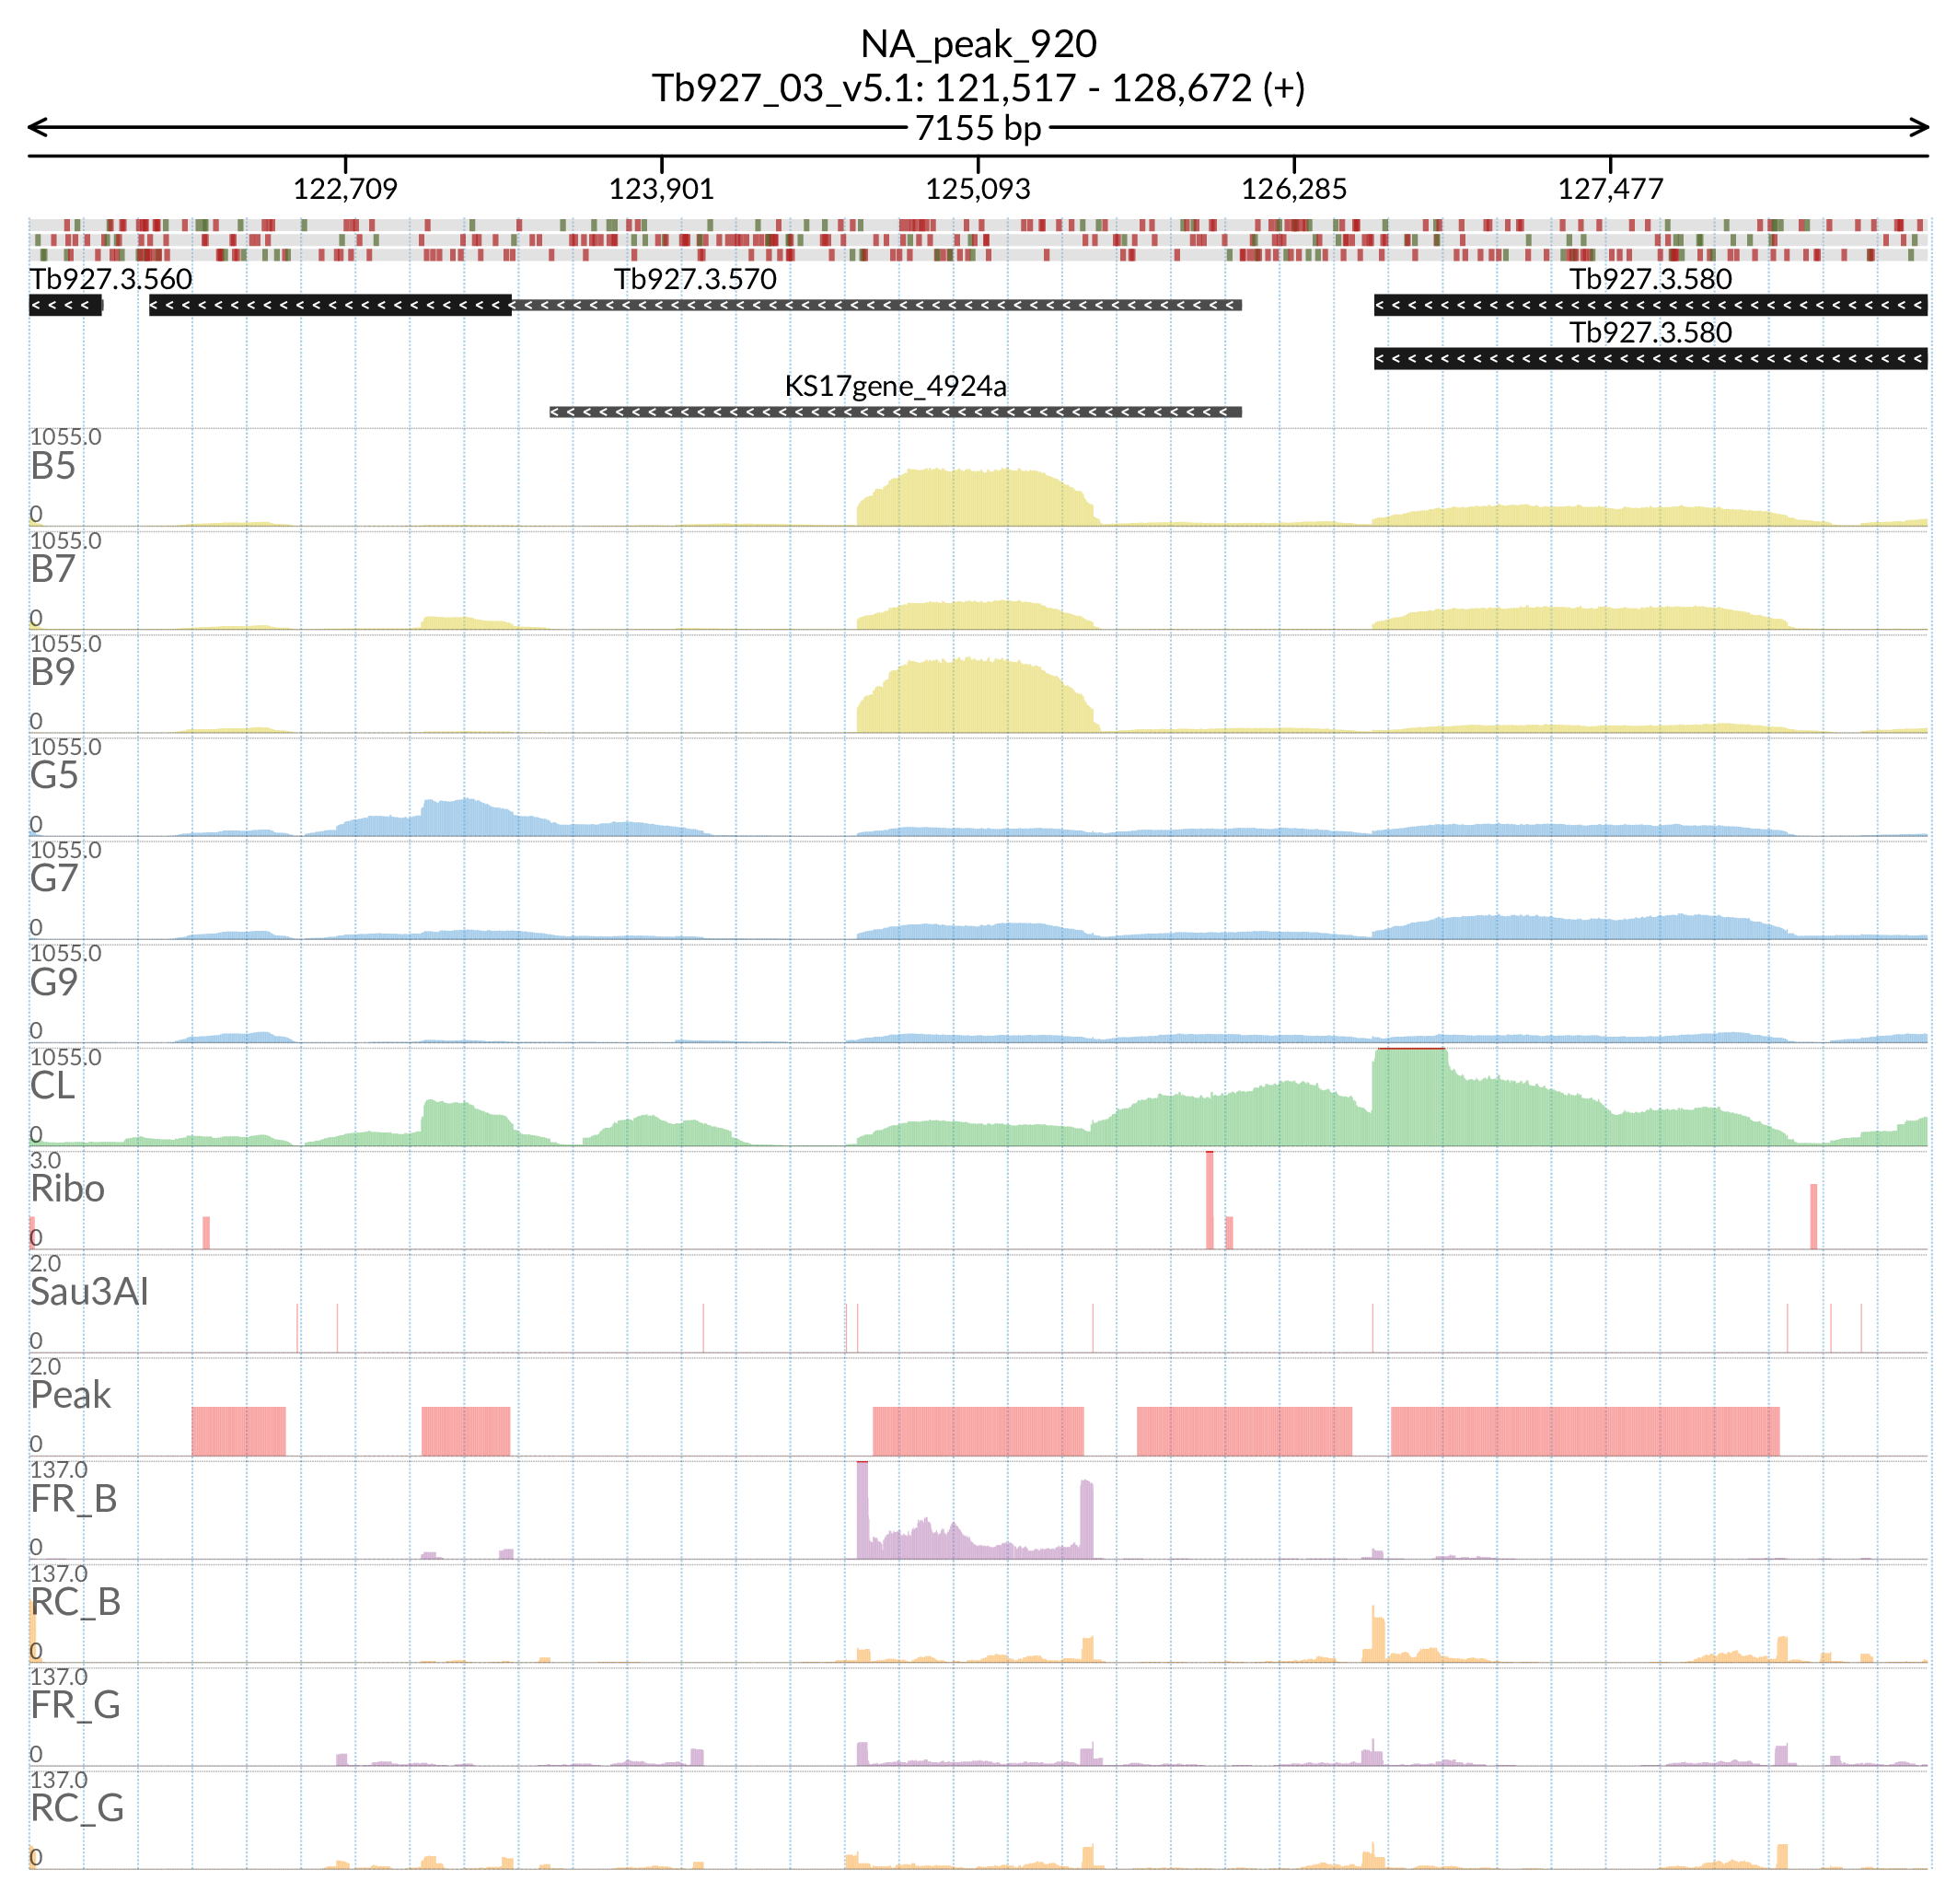 NA_peak_920
Tb927_03_v5.1: 121,517 - 128,672 (+)
7155 bp
122,709 123,901 125,093 126,285 127,477
Tb927.3.560 Tb927.3.570 Tb927.3.580
Tb927.3.580
KS17gene_4924a
1055.0
B5
0
1055.0
B7
0
1055.0
B9
0
1055.0
G5
0
1055.0
G7
0
1055.0
G9
0
1055.0
CL
0
3.0
Ribo
0
2.0
Sau3AI
0
2.0
Peak
0
137.0
FR_B
0
137.0
RC_B
0
137.0
FR_G
0
137.0
RC_G
0